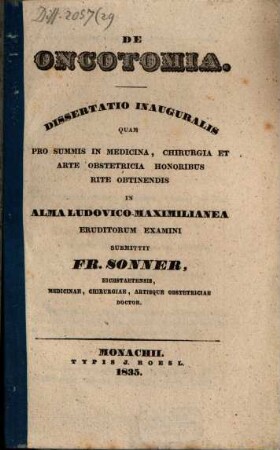 Diss. 2057/29
DE
ONCOTOMIA.
DISSERTATIO INAUGURALIS
QUAM
PRO SUMMIS IN MEDICINA, CHIRURGIA ET
ARTE OBSTETRICIA HONORIBUS
RITE OBTINENDIS
IN
ALMA LUDOVICO-MAXIMILIANEA
ERUDITORUM EXAMINI
SUBMITTIT
FR. SONNER,
EICHSTAETENSIS,
MEDICINAE, CHIRURGIAE, ARTISQUE OBSTETRICIAE
DOCTOR.
MONACHII.
TYPIS J. ROESL.
1835.